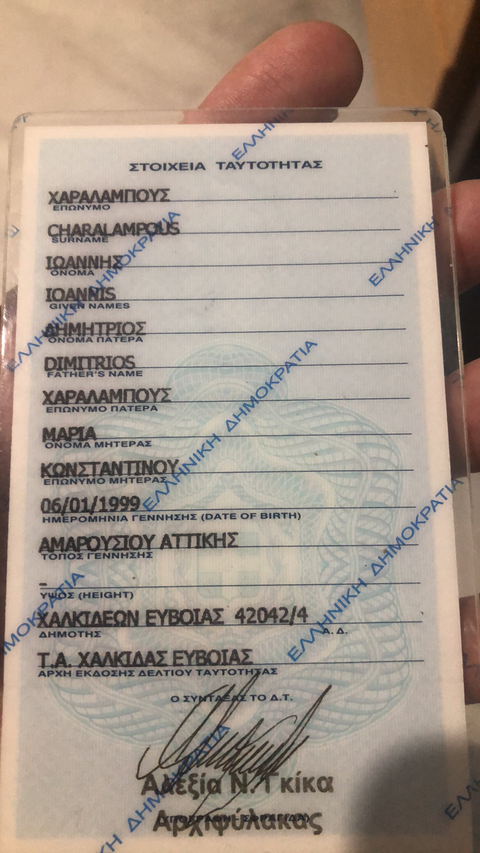 ΣΤΟΙΧΕΙΑ ΤΑΥΤΟΤΗΤΑΣ
ΧΑΡΑΛΑΜΠΟΥΣ
ΕΠΩΝΥΜΟ
CHARALAMPOUS
SURNAME
ΙΩΑΝΝΗΣ
ΟΝΟΜΑ
IOANNIS
GIVEN NAMES
ΔΗΜΗΤΡΙΟΣ
ΟΝΟΜΑ ΠΑΤΕΡΑ
DIMITRIOS
FATHER'S NAME
ΧΑΡΑΛΑΜΠΟΥΣ
ΕΠΩΝΥΜΟ ΠΑΤΕΡΑ
ΜΑΡΙΑ
ΟΝΟΜΑ ΜΗΤΕΡΑΣ
ΚΩΝΣΤΑΝΤΙΝΟΥ
ΕΠΩΝΥΜΟ ΜΗΤΕΡΑΣ
06/01/1999
ΗΜΕΡΟΜΗΝΙΑ ΓΕΝΝΗΣΗΣ (DATE OF BIRTH)
ΑΜΑΡΟΥΣΙΟΥ ΑΤΤΙΚΗΣ
ΤΟΠΟΣ ΓΕΝΝΗΣΗΣ
-
ΥΨΟΣ (HEIGHT)
ΧΑΛΚΙΔΕΩΝ ΕΥΒΟΙΑΣ 42042/4
ΔΗΜΟΤΗΣ Α.Δ.
Τ.Α. ΧΑΛΚΙΔΑΣ ΕΥΒΟΙΑΣ
ΑΡΧΗ ΕΚΔΟΣΗΣ ΔΕΛΤΙΟΥ ΤΑΥΤΟΤΗΤΑΣ
Ο ΣΥΝΤΑΞΑΣ ΤΟ Δ.Τ.
Αλεξία Ν. Γκίκα
(ΥΠΟΓΡΑΦΗ - ΣΦΡΑΓΙΔΑ)
Αρχιφύλακας
ΕΛΛΗΝΙΚΗ ΔΗΜΟΚΡΑΤΙΑ
ΕΛΛΗΝΙΚΗ ΔΗΜΟΚΡΑΤΙΑ
ΕΛΛΗΝΙΚΗ ΔΗΜΟΚΡΑΤΙΑ